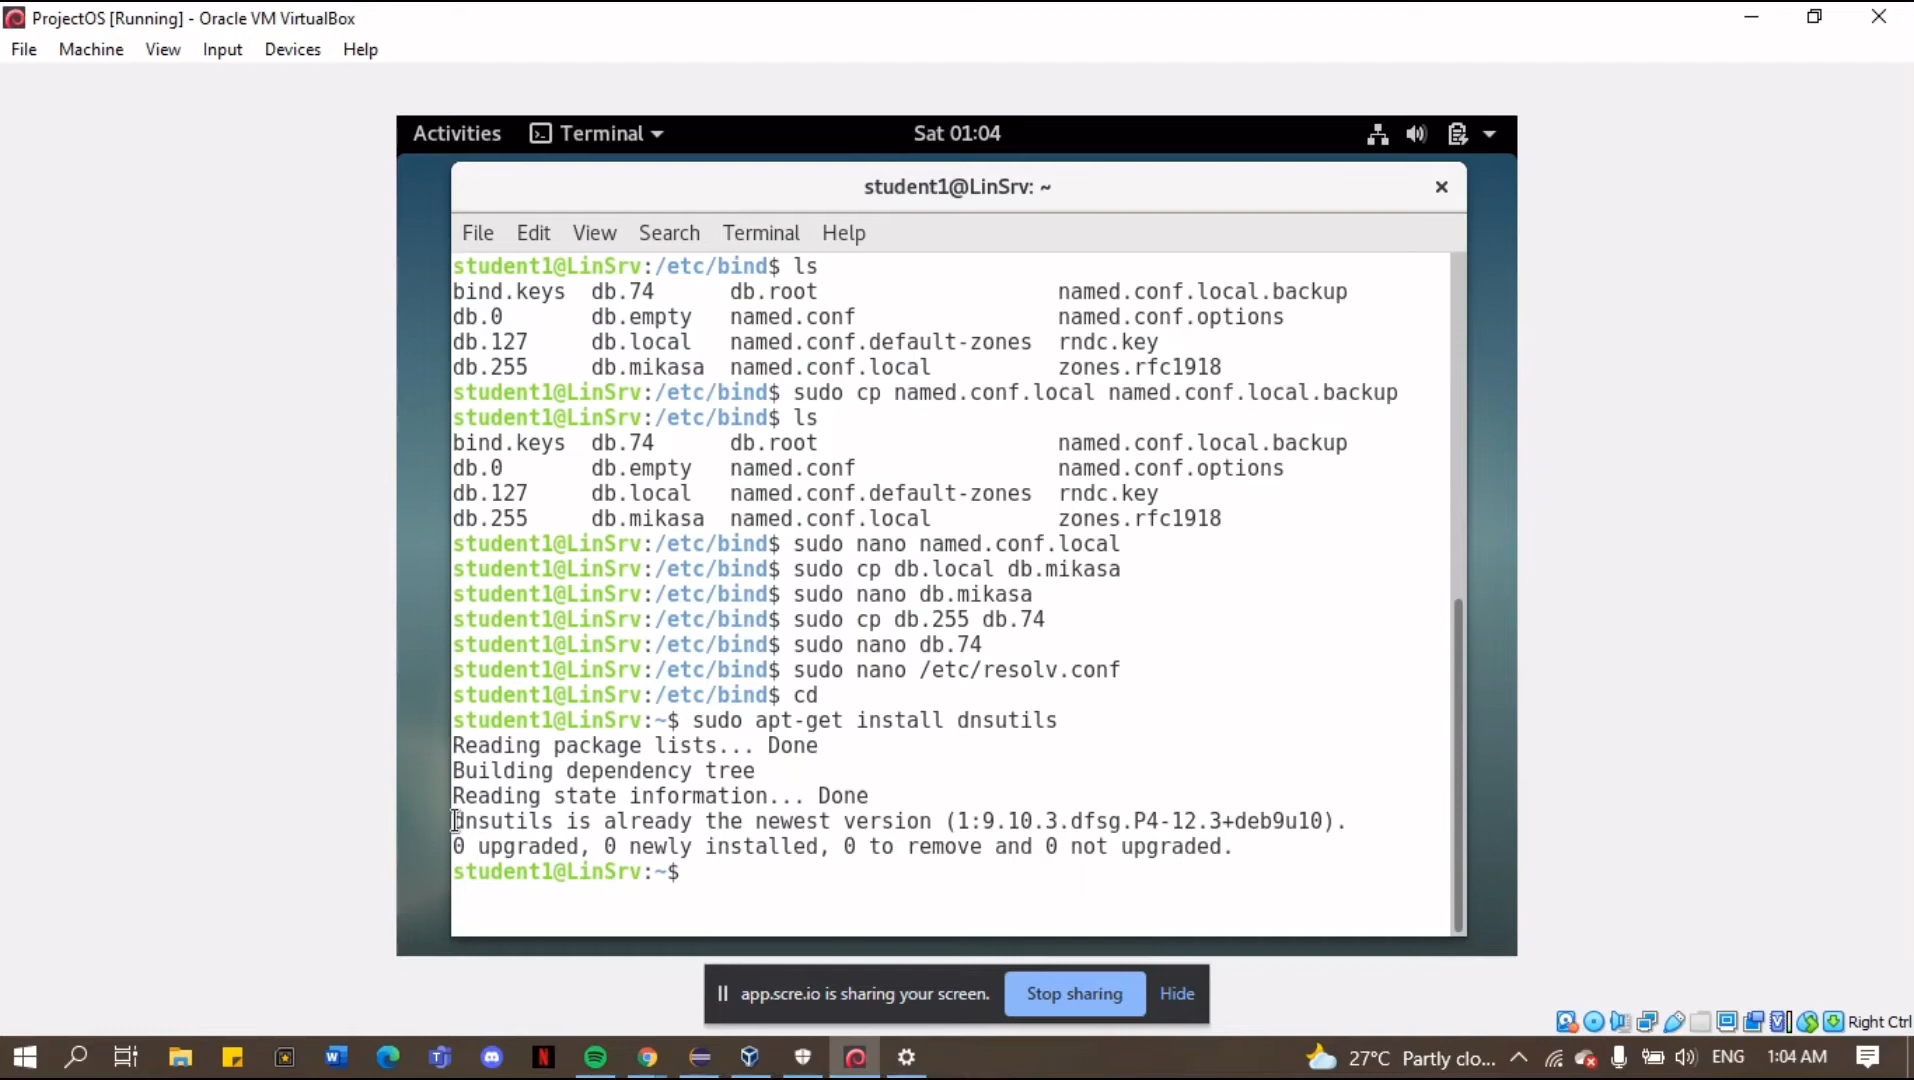 ProjectOS [Running] - Oracle VM VirtualBox
File Machine View Input Devices Help
Activities Terminal Sat 01:04
student1@LinSrv: ~
File Edit View Search Terminal Help
student1@LinSrv:/etc/bind$ ls
bind.keys db.74 db.root named.conf.local.backup
db.0 db.empty named.conf named.conf.options
db.127 db.local named.conf.default-zones rndc.key
db.255 db.mikasa named.conf.local zones.rfc1918
student1@LinSrv:/etc/bind$ sudo cp named.conf.local named.conf.local.backup
student1@LinSrv:/etc/bind$ ls
bind.keys db.74 db.root named.conf.local.backup
db.0 db.empty named.conf named.conf.options
db.127 db.local named.conf.default-zones rndc.key
db.255 db.mikasa named.conf.local zones.rfc1918
student1@LinSrv:/etc/bind$ sudo nano named.conf.local
student1@LinSrv:/etc/bind$ sudo cp db.local db.mikasa
student1@LinSrv:/etc/bind$ sudo nano db.mikasa
student1@LinSrv:/etc/bind$ sudo cp db.255 db.74
student1@LinSrv:/etc/bind$ sudo nano db.74
student1@LinSrv:/etc/bind$ sudo nano /etc/resolv.conf
student1@LinSrv:/etc/bind$ cd
student1@LinSrv:~$ sudo apt-get install dnsutils
Reading package lists... Done
Building dependency tree
Reading state information... Done
dnsutils is already the newest version (1:9.10.3.dfsg.P4-12.3+deb9u10).
0 upgraded, 0 newly installed, 0 to remove and 0 not upgraded.
student1@LinSrv:~$
app.scre.io is sharing your screen. Stop sharing Hide
Right Ctrl
27°C Partly clo... ENG 1:04 AM